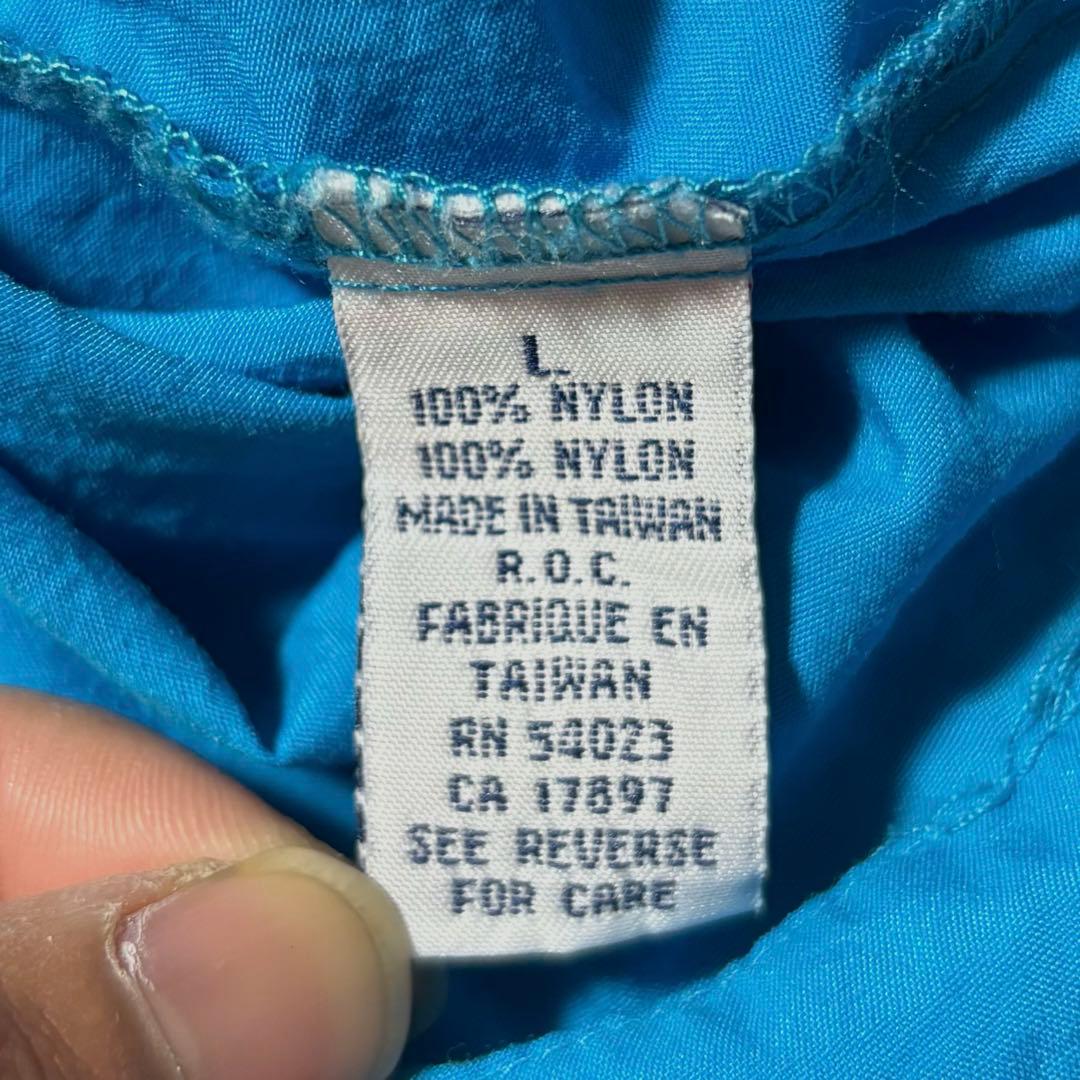 L.
100% NYLON
100% NYLON
MADE IN TAIWAN
R.O.C.
FABRIQUE EN
TAIWAN
RN 54023
CA 17897
SEE REVERSE
FOR CARE